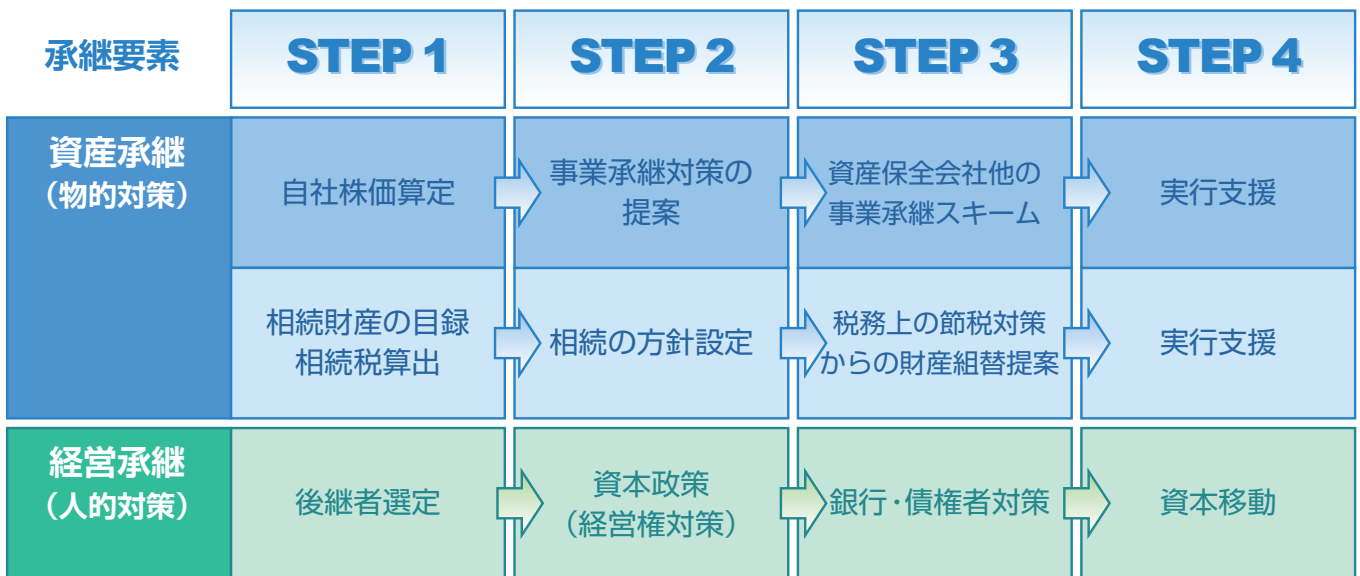 承継要素
STEP 1
STEP 2
STEP 3
STEP 4
資産承継
（物的対策）
自社株価算定
事業承継対策の
提案
資産保全会社他の
事業承継スキーム
実行支援
相続財産の目録
相続税算出
相続の方針設定
税務上の節税対策
からの財産組替提案
実行支援
経営承継
（人的対策）
後継者選定
資本政策
（経営権対策）
銀行・債権者対策
資本移動